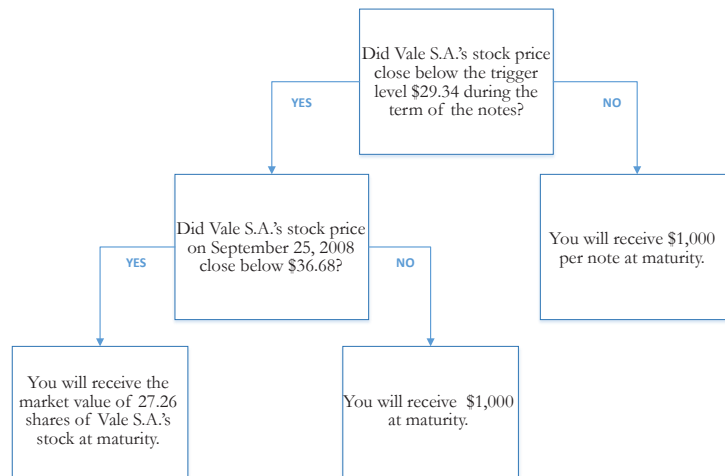 Did Vale S.A.'s stock price
close below the trigger
level $29.34 during the
term of the notes?
YES
NO
Did Vale S.A.'s stock price
on September 25, 2008
close below $36.68?
You will receive $1,000
per note at maturity.
YES
NO
You will receive the
market value of 27.26
shares of Vale S.A.'s
stock at maturity.
You will receive $1,000
at maturity.